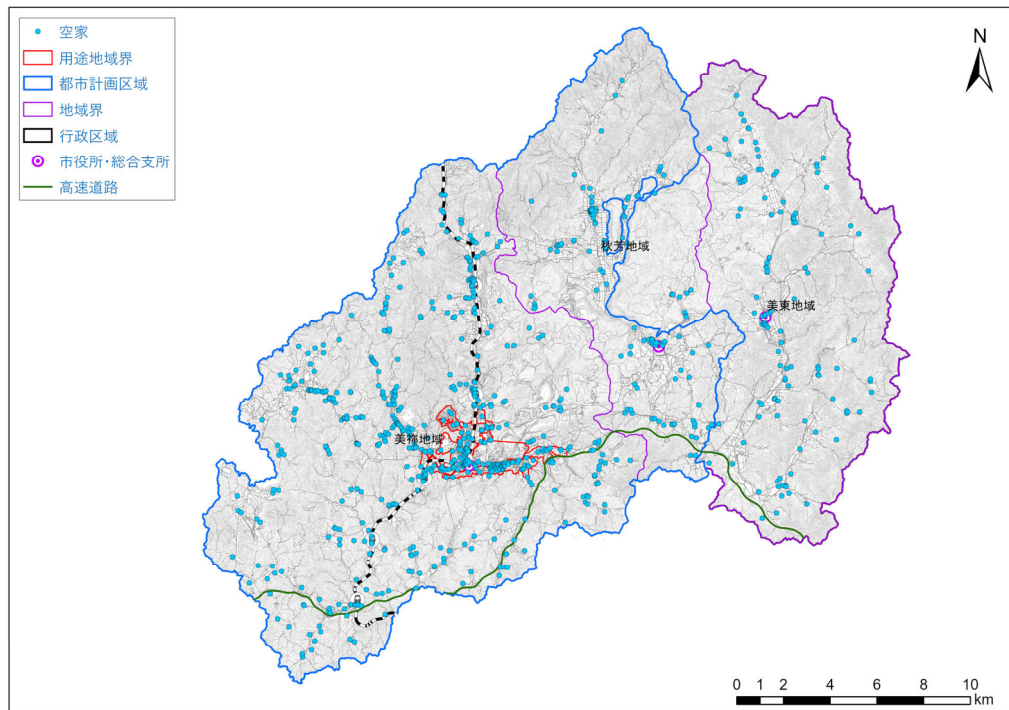 空家
用途地域界
都市計画区域
地域界
行政区域
市役所・総合支所
高速道路
N
秋芳地域
美東地域
美祢地域
0 1 2 4 6 8 10
km